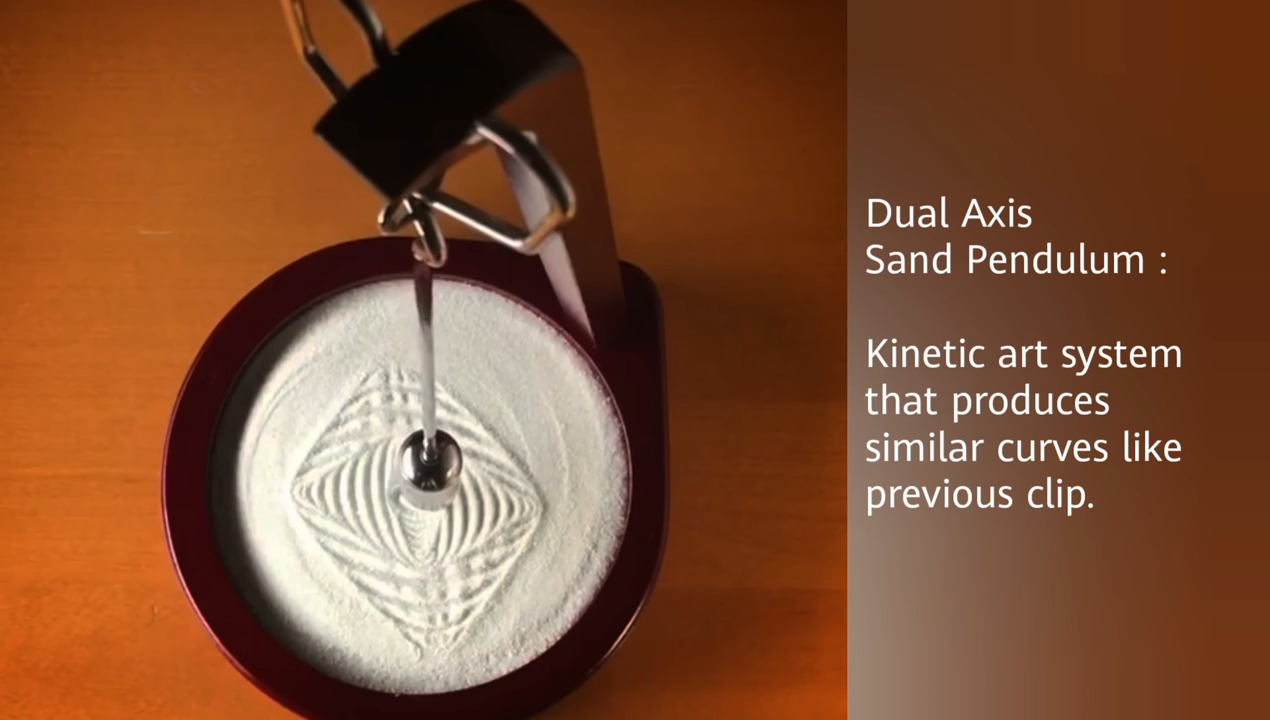 Dual Axis
Sand Pendulum :
Kinetic art system
that produces
similar curves like
previous clip.